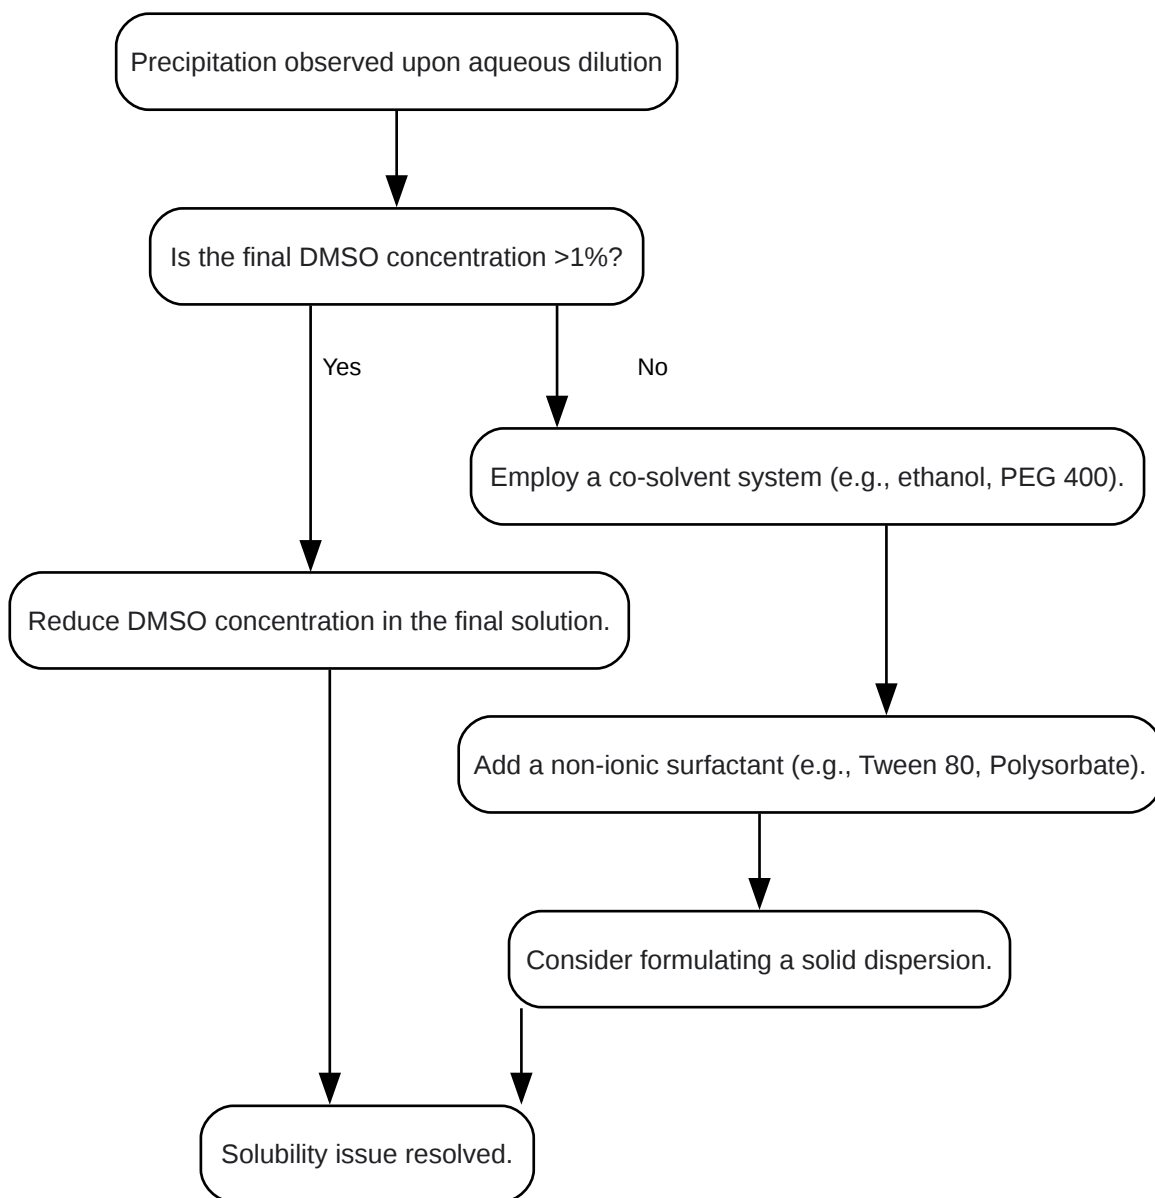 Precipitation observed upon aqueous dilution
Is the final DMSO concentration >1%?
Yes
No
Employ a co-solvent system (e.g., ethanol, PEG 400).
Reduce DMSO concentration in the final solution.
Add a non-ionic surfactant (e.g., Tween 80, Polysorbate).
Consider formulating a solid dispersion.
Solubility issue resolved.